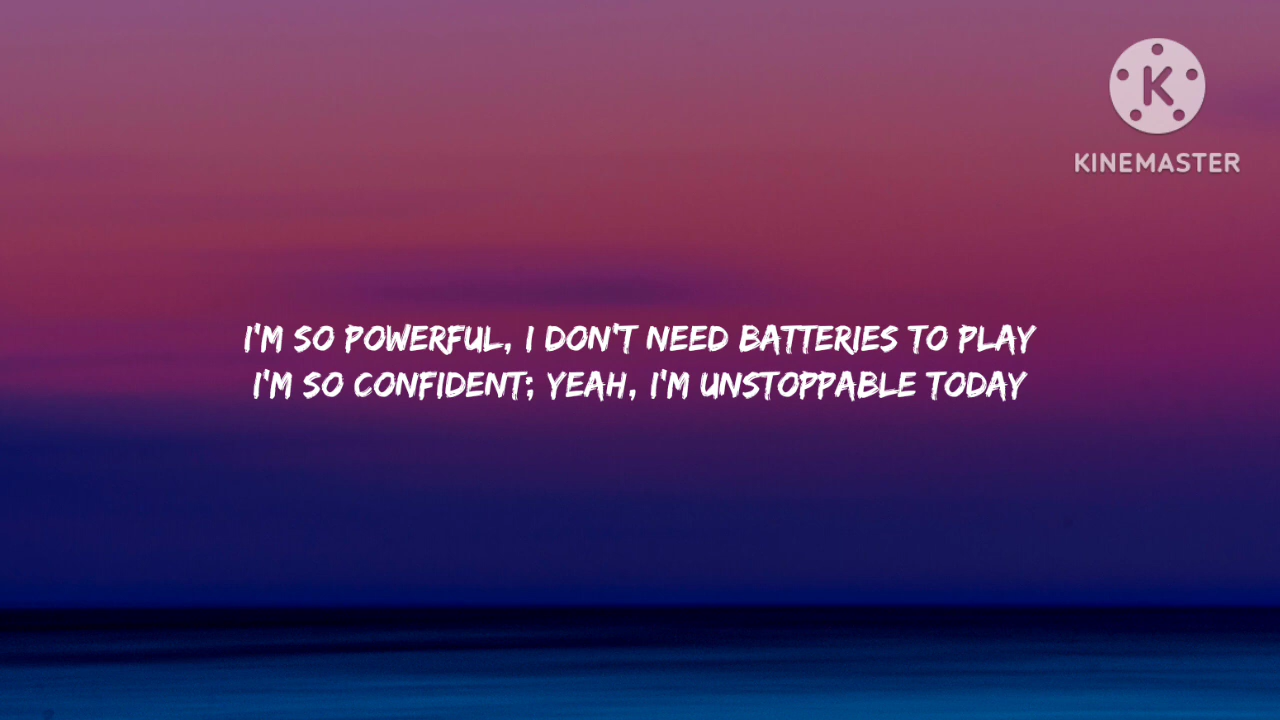 K
KINEMASTER
I'M SO POWERFUL, I DON'T NEED BATTERIES TO PLAY
I'M SO CONFIDENT; YEAH, I'M UNSTOPPABLE TODAY